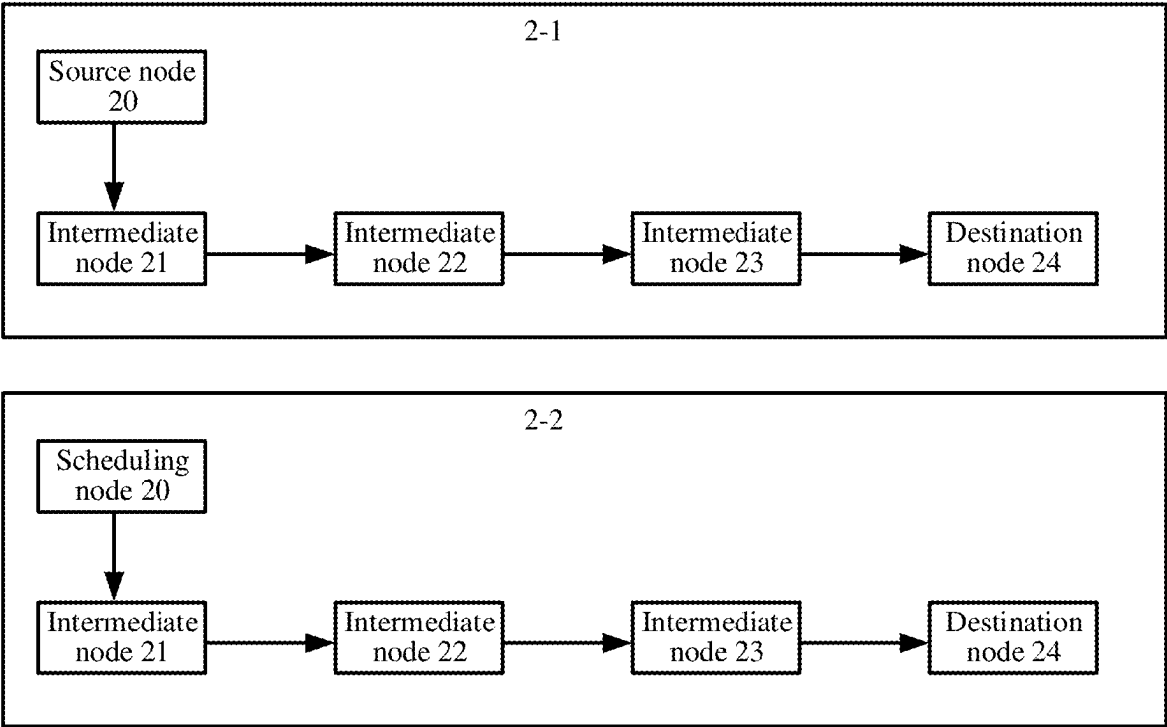 2-1
Source node
20
Intermediate
node 21
Intermediate
node 22
Intermediate
node 23
Destination
node 24
2-2
Scheduling
node 20
Intermediate
node 21
Intermediate
node 22
Intermediate
node 23
Destination
node 24